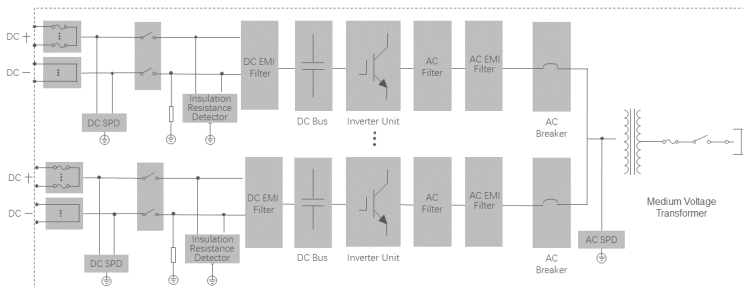 DC +
DC −
DC SPD
Insulation
Resistance
Detector
DC EMI
Filter
DC Bus
Inverter Unit
AC
Filter
AC EMI
Filter
AC
Breaker
Medium Voltage
Transformer
DC +
DC −
DC SPD
Insulation
Resistance
Detector
DC EMI
Filter
DC Bus
Inverter Unit
AC
Filter
AC EMI
Filter
AC
Breaker
AC SPD